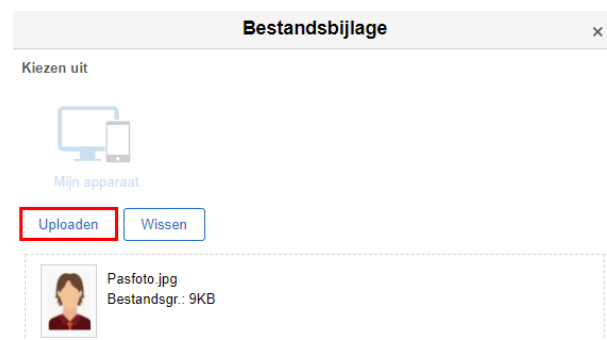 Bestandsbijlage ×
Kiezen uit
Mijn apparaat
Uploaden Wissen
Pasfoto.jpg
Bestandsgr.: 9KB